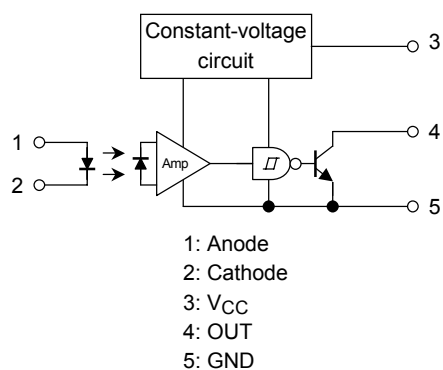 Constant-voltage
circuit
3
1
Amp
4
2
5
1: Anode
2: Cathode
3: VCC
4: OUT
5: GND